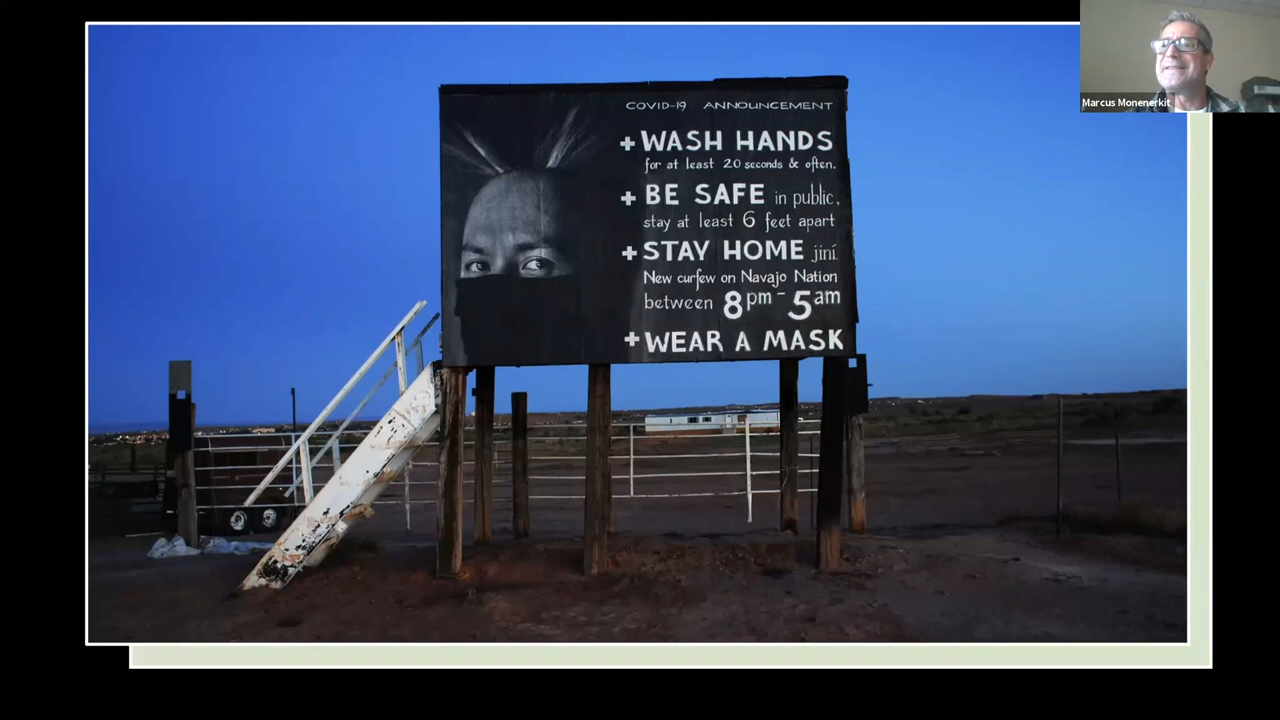 COVID-19 ANNOUNCEMENT
+ WASH HANDS
for at least 20 seconds & often.
+ BE SAFE in public,
stay at least 6 feet apart
+ STAY HOME jiní.
New curfew on Navajo Nation
between 8pm - 5am
+ WEAR A MASK
Marcus Monenerkit